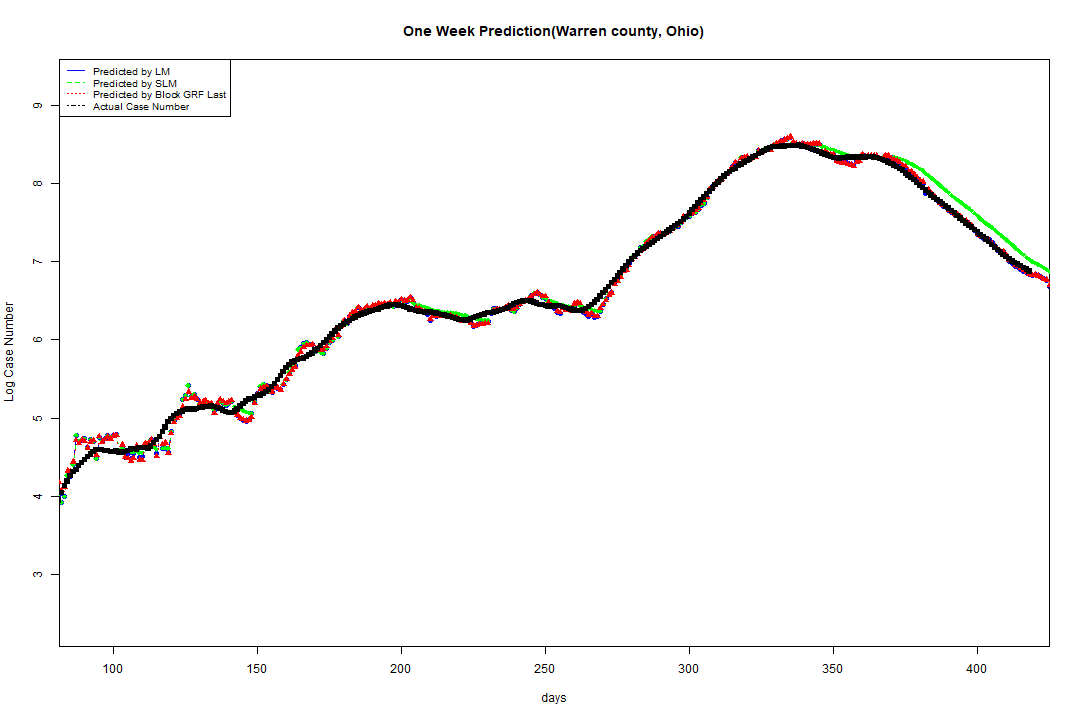 One Week Prediction(Warren county, Ohio)
Predicted by LM
Predicted by SLM
Predicted by Block GRF Last
Actual Case Number
9
8
7
6
5
4
3
Log Case Number
100 150 200 250 300 350 400
days